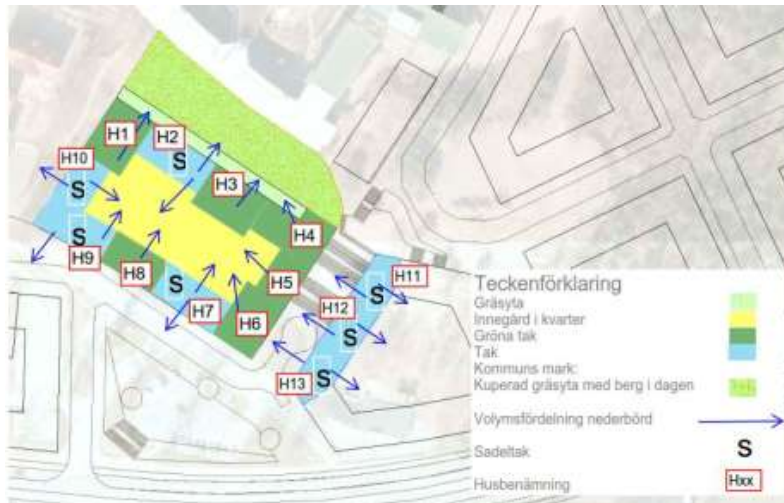 H1
H2
S
H10
S
H3
H4
S
H9
H8
S
H7
H6
H5
H11
S
H12
S
H13
S
Teckenförklaring
Gräsyta
Innegård i kvarter
Gröna tak
Tak
Kommuns mark:
Kuperad gräsyta med berg i dagen
Volymsfördelning nederbörd
Sadeltak S
Husbenämning Hxx